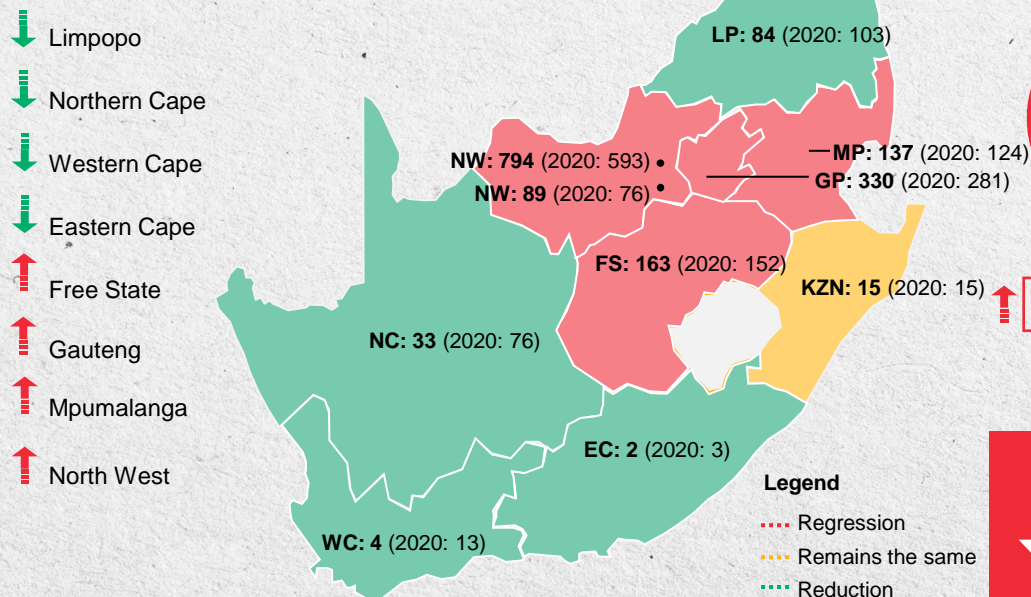 Limpopo
Northern Cape
Western Cape
Eastern Cape
Free State
Gauteng
Mpumalanga
North West
LP: 84 (2020: 103)
NW: 794 (2020: 593)
NW: 89 (2020: 76)
MP: 137 (2020: 124)
GP: 330 (2020: 281)
FS: 163 (2020: 152)
KZN: 15 (2020: 15)
NC: 33 (2020: 76)
EC: 2 (2020: 3)
WC: 4 (2020: 13)
Legend
Regression
Remains the same
Reduction